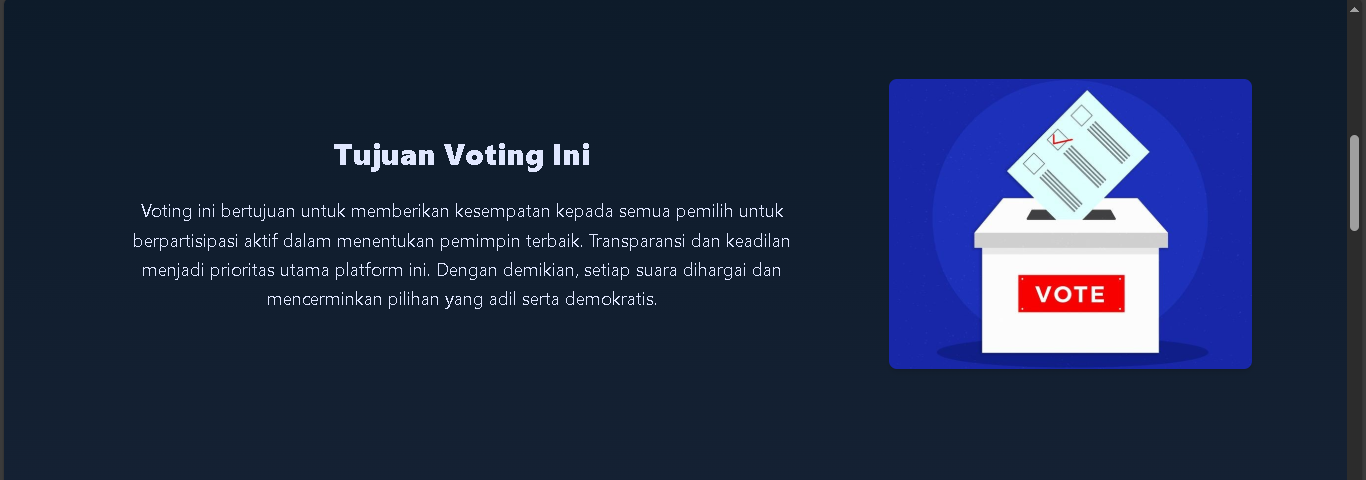 Tujuan Voting Ini
Voting ini bertujuan untuk memberikan kesempatan kepada semua pemilih untuk
berpartisipasi aktif dalam menentukan pemimpin terbaik. Transparansi dan keadilan
menjadi prioritas utama platform ini. Dengan demikian, setiap suara dihargai dan
mencerminkan pilihan yang adil serta demokratis.
VOTE